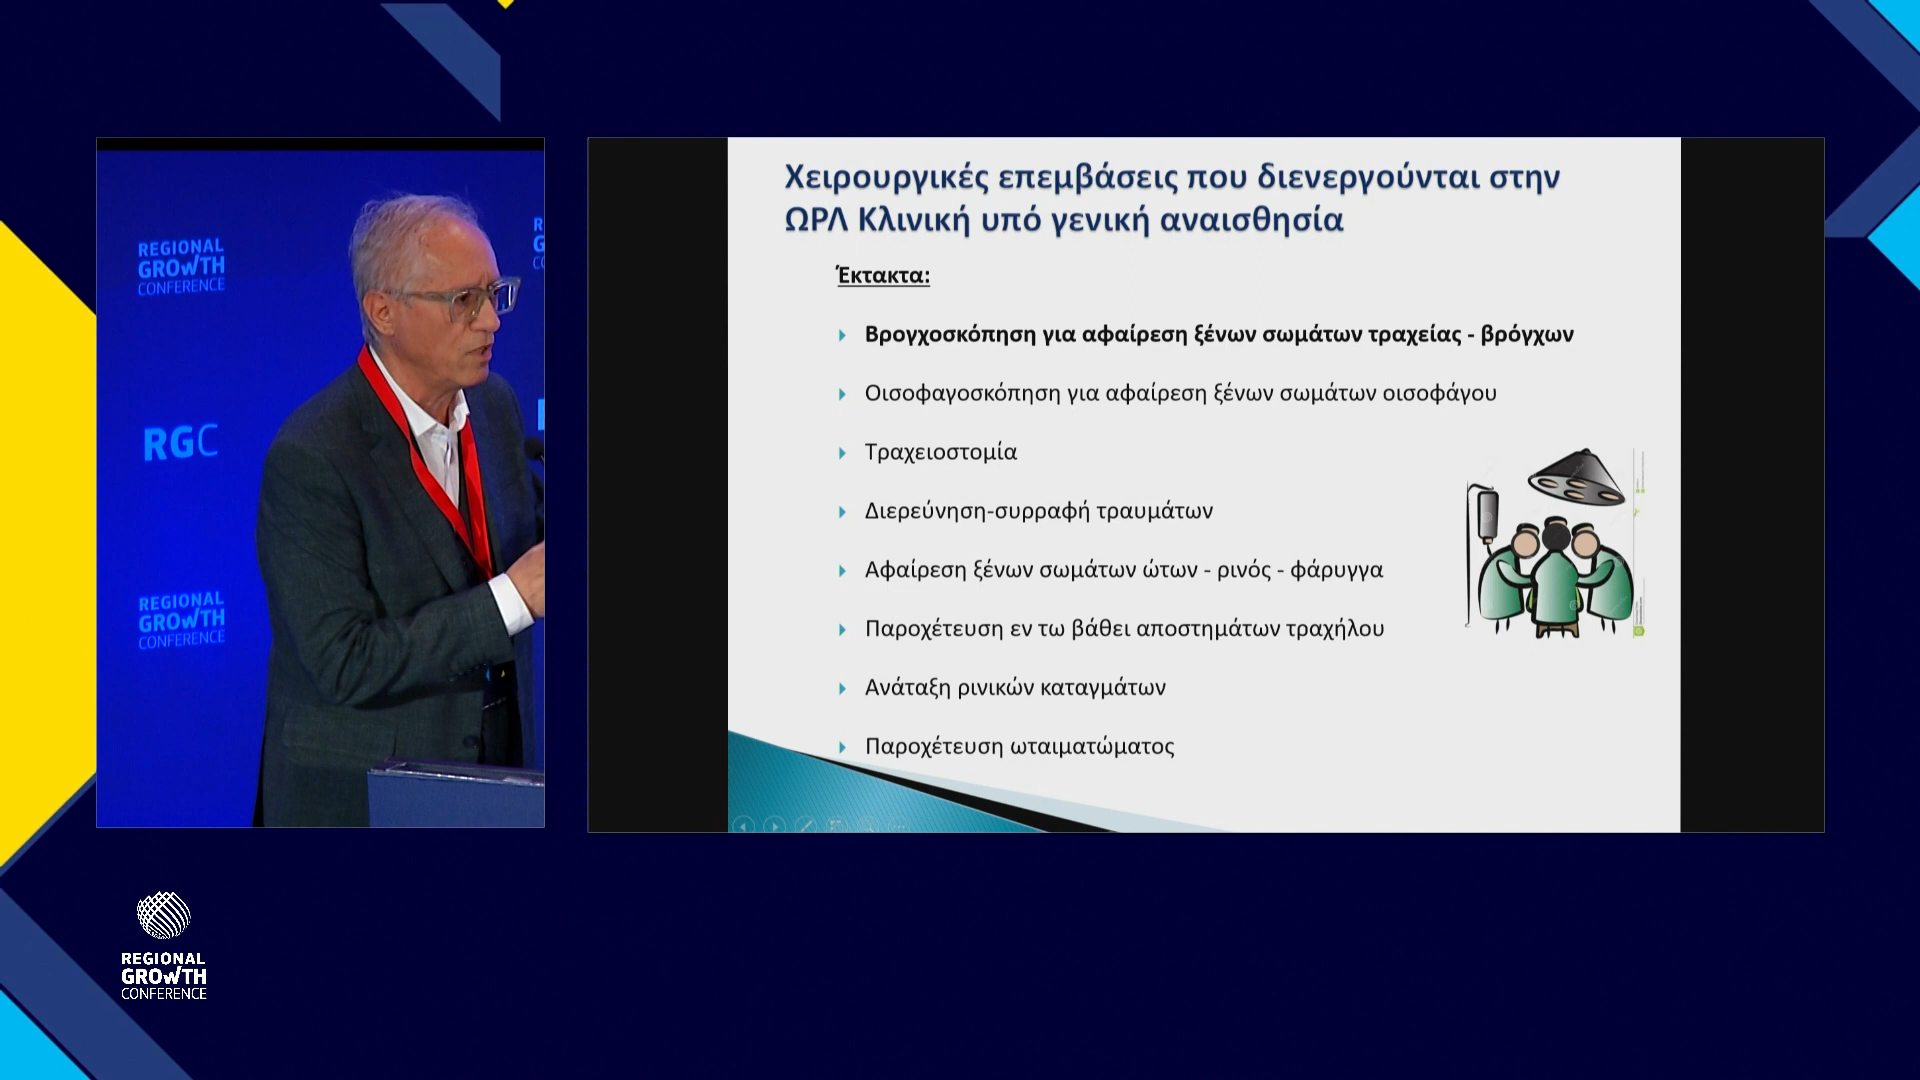 REGIONAL
GROWTH
CONFERENCE
RGC
REGIONAL
GROWTH
CONFERENCE
Χειρουργικές επεμβάσεις που διενεργούνται στην
ΩΡΛ Κλινική υπό γενική αναισθησία
Έκτακτα:
Βρογχοσκόπηση για αφαίρεση ξένων σωμάτων τραχείας - βρόγχων
Οισοφαγοσκόπηση για αφαίρεση ξένων σωμάτων οισοφάγου
Τραχειοστομία
Διερεύνηση-συρραφή τραυμάτων
Αφαίρεση ξένων σωμάτων ώτων - ρινός - φάρυγγα
Παροχέτευση εν τω βάθει αποστημάτων τραχήλου
Ανάταξη ρινικών καταγμάτων
Παροχέτευση ωταιματώματος
REGIONAL
GROWTH
CONFERENCE